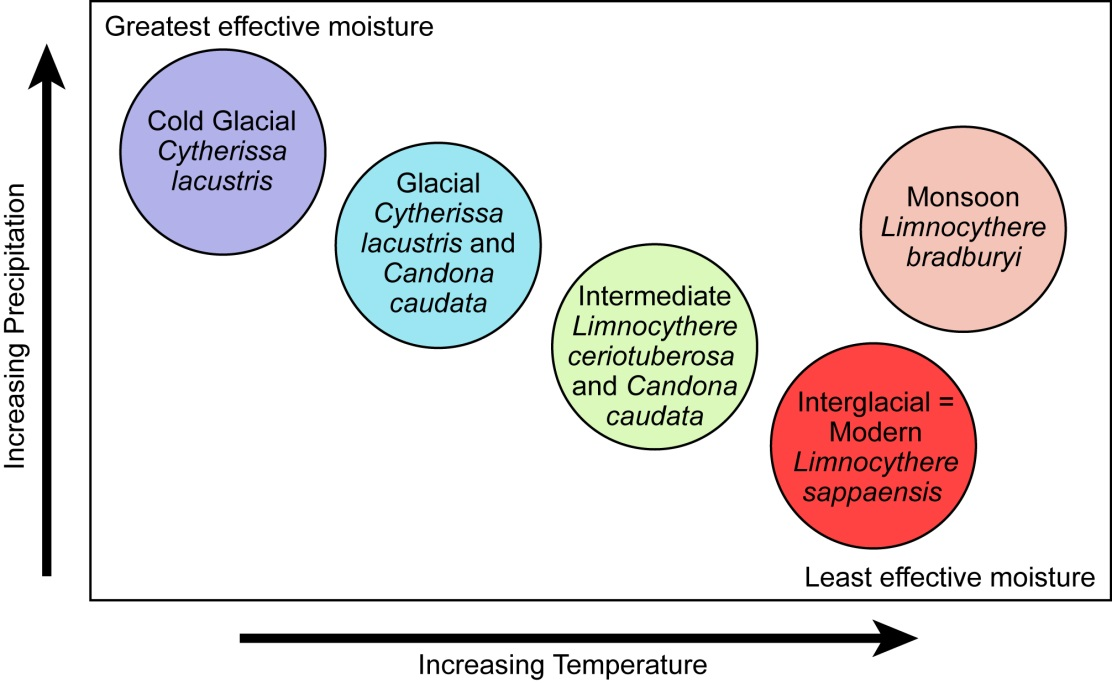 Greatest effective moisture
Increasing Precipitation
Cold Glacial
Cytherissa
lacustris
Glacial
Cytherissa
lacustris and
Candona
caudata
Intermediate
Limnocythere
ceriotuberosa
and Candona
caudata
Monsoon
Limnocythere
bradburyi
Interglacial =
Modern
Limnocythere
sappaensis
Least effective moisture
Increasing Temperature